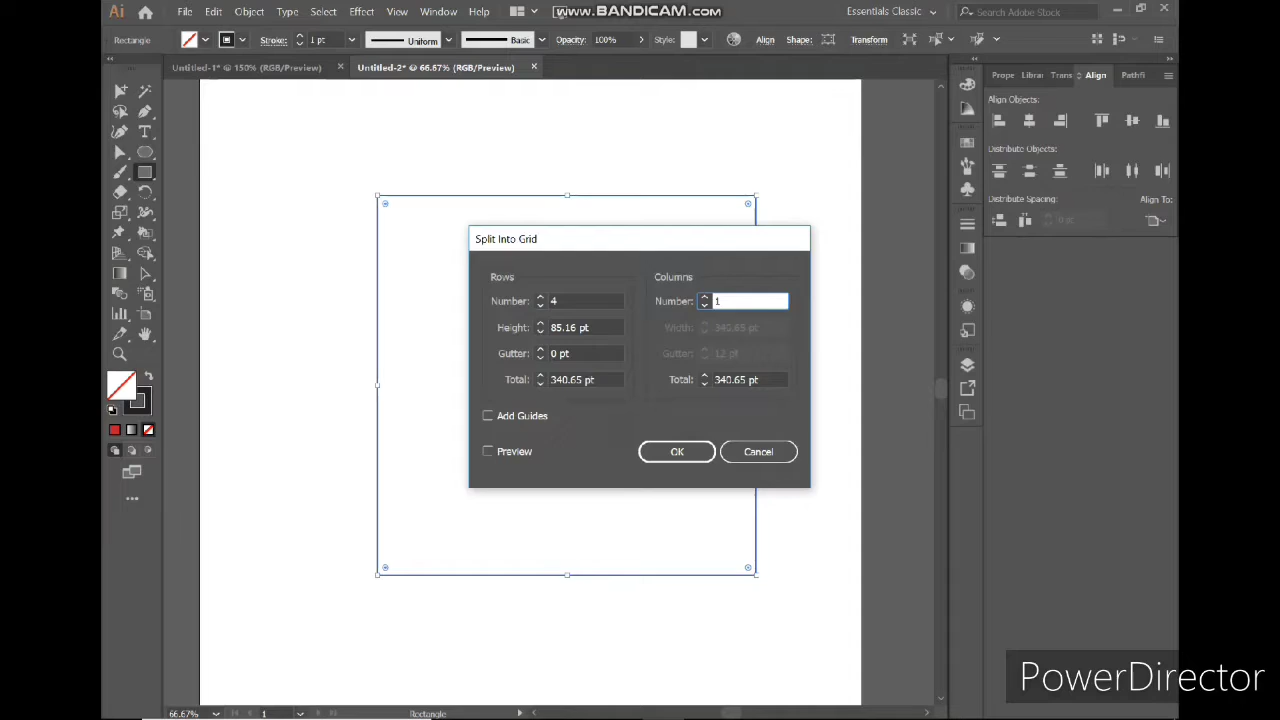 Ai File Edit Object Type Select Effect View Window Help
www.BANDICAM.com
Essentials Classic Search Adobe Stock
Rectangle Stroke: 1 pt Uniform Basic Opacity: 100% Style: Align Shape: Transform
Untitled-1* @ 150% (RGB/Preview) × Untitled-2* @ 66.67% (RGB/Preview) ×
Prope Librar Trans Align Pathfi
Align Objects:
Distribute Objects:
Distribute Spacing: Align To:
0 pt
Split Into Grid
Rows Columns
Number: 4 Number: 1
Height: 85.16 pt Width: 340.65 pt
Gutter: 0 pt Gutter: 12 pt
Total: 340.65 pt Total: 340.65 pt
Add Guides
Preview OK Cancel
PowerDirector
66.67% 1 Rectangle